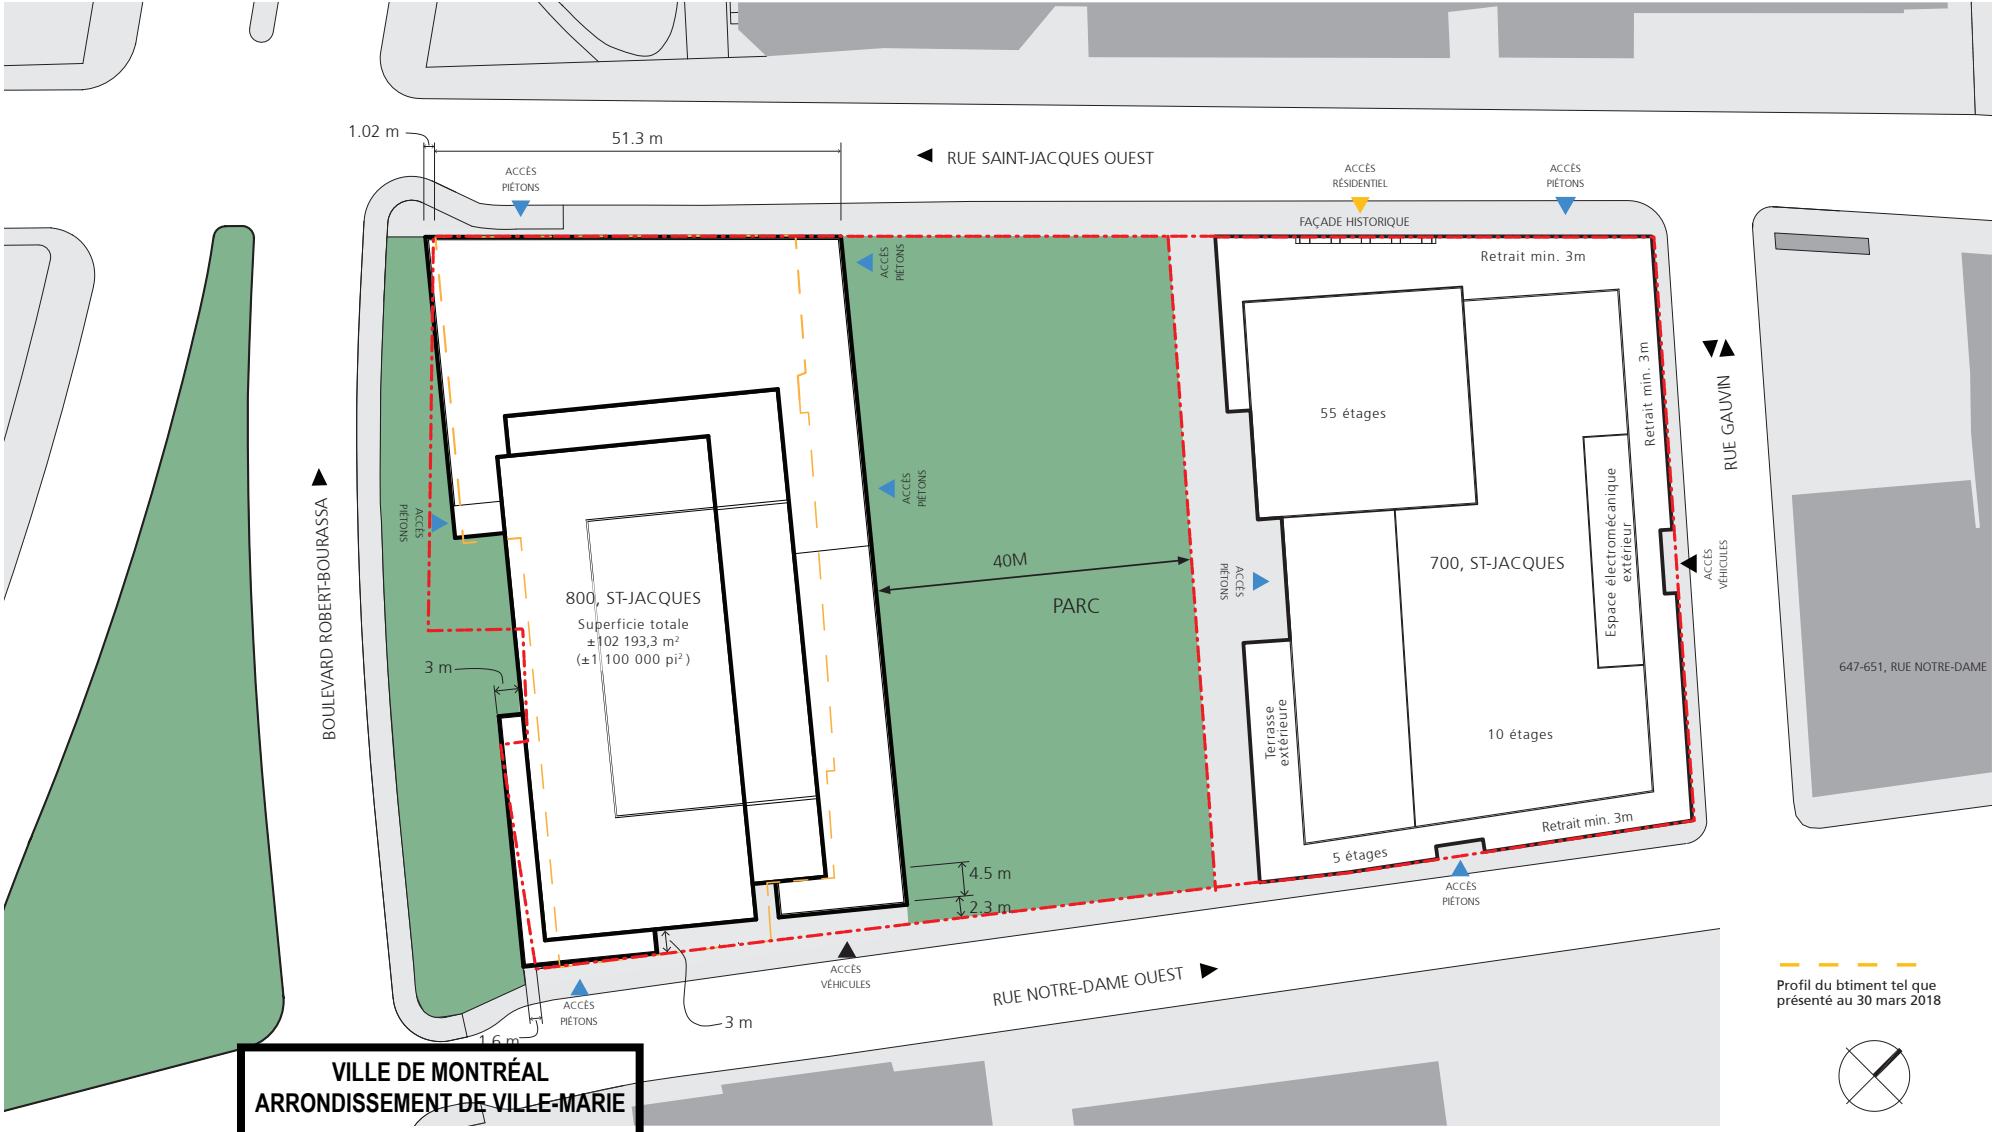 1.02 m
51.3 m
ACCÈS
PIÉTONS
RUE SAINT-JACQUES OUEST
ACCÈS
RÉSIDENTIEL
ACCÈS
PIÉTONS
FAÇADE HISTORIQUE
ACCÈS
PIÉTONS
Retrait min. 3m
Retrait min. 3m
RUE GAUVIN
55 étages
ACCÈS
PIÉTONS
ACCÈS
PIÉTONS
BOULEVARD ROBERT-BOURASSA
Espace électromécanique
extérieur
40M
PARC
700, ST-JACQUES
ACCÈS
PIÉTONS
ACCÈS
VÉHICULES
800, ST-JACQUES
Superficie totale
±102 193,3 m²
(±1 100 000 pi²)
3 m
647-651, RUE NOTRE-DAME
Terrasse
extérieure
10 étages
Retrait min. 3m
5 étages
4.5 m
2.3 m
ACCÈS
PIÉTONS
ACCÈS
VÉHICULES
RUE NOTRE-DAME OUEST
ACCÈS
PIÉTONS
3 m
1.6 m
Profil du btiment tel que
présenté au 30 mars 2018
VILLE DE MONTRÉAL
ARRONDISSEMENT DE VILLE-MARIE